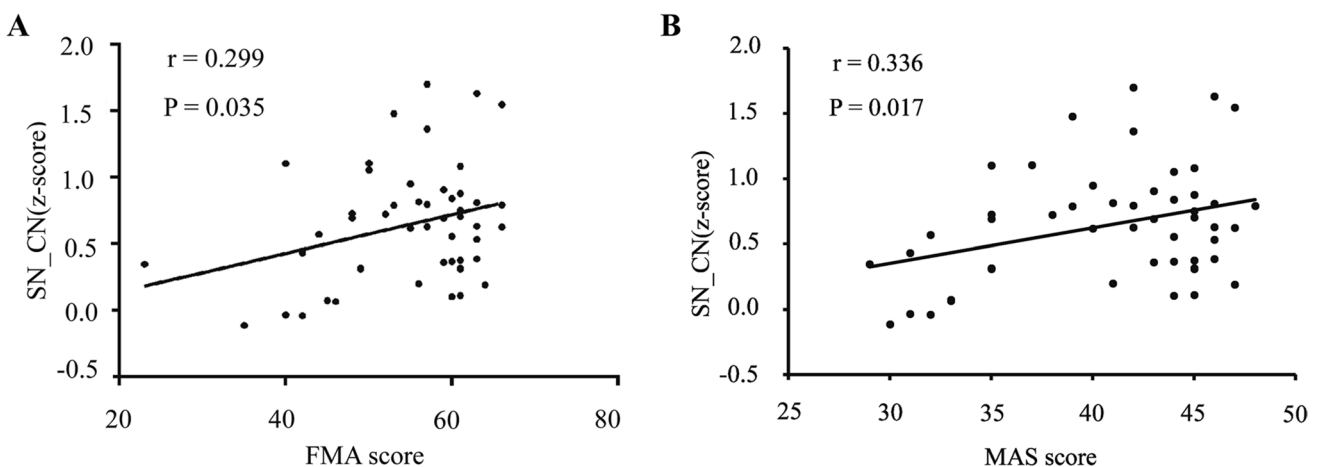 A
r = 0.299
P = 0.035
SN_CN(z-score)
2.0
1.5
1.0
0.5
0.0
-0.5
20 40 60 80
FMA score
B
r = 0.336
P = 0.017
SN_CN(z-score)
2.0
1.5
1.0
0.5
0.0
-0.5
25 30 35 40 45 50
MAS score